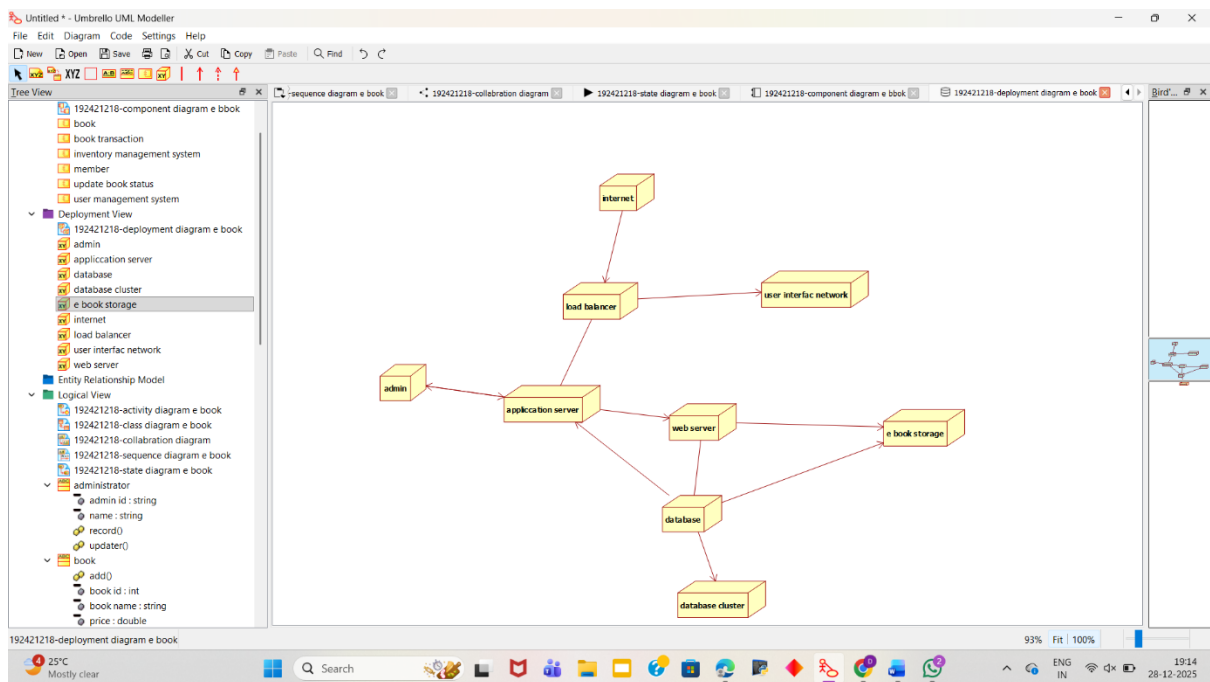 Untitled * - Umbrello UML Modeller
File Edit Diagram Code Settings Help
New Open Save Cut Copy Paste Find
XYZ
Tree View
-sequence diagram e book 192421218-collabration diagram 192421218-state diagram e book 192421218-component diagram e bbok 192421218-deployment diagram e book
Bird'...
192421218-component diagram e bbok
book
book transaction
inventory management system
member
update book status
user management system
Deployment View
192421218-deployment diagram e book
admin
appliccation server
database
database cluster
e book storage
internet
load balancer
user interfac network
web server
Entity Relationship Model
Logical View
192421218-activity diagram e book
192421218-class diagram e book
192421218-collabration diagram
192421218-sequence diagram e book
192421218-state diagram e book
administrator
admin id : string
name : string
record()
updater()
book
add()
book id : int
book name : string
price : double
internet
load balancer
user interfac network
admin
appliccation server
web server
e book storage
database
database cluster
192421218-deployment diagram e book
93% Fit 100%
4
25°C
Mostly clear
Search
2
ENG
IN
19:14
28-12-2025